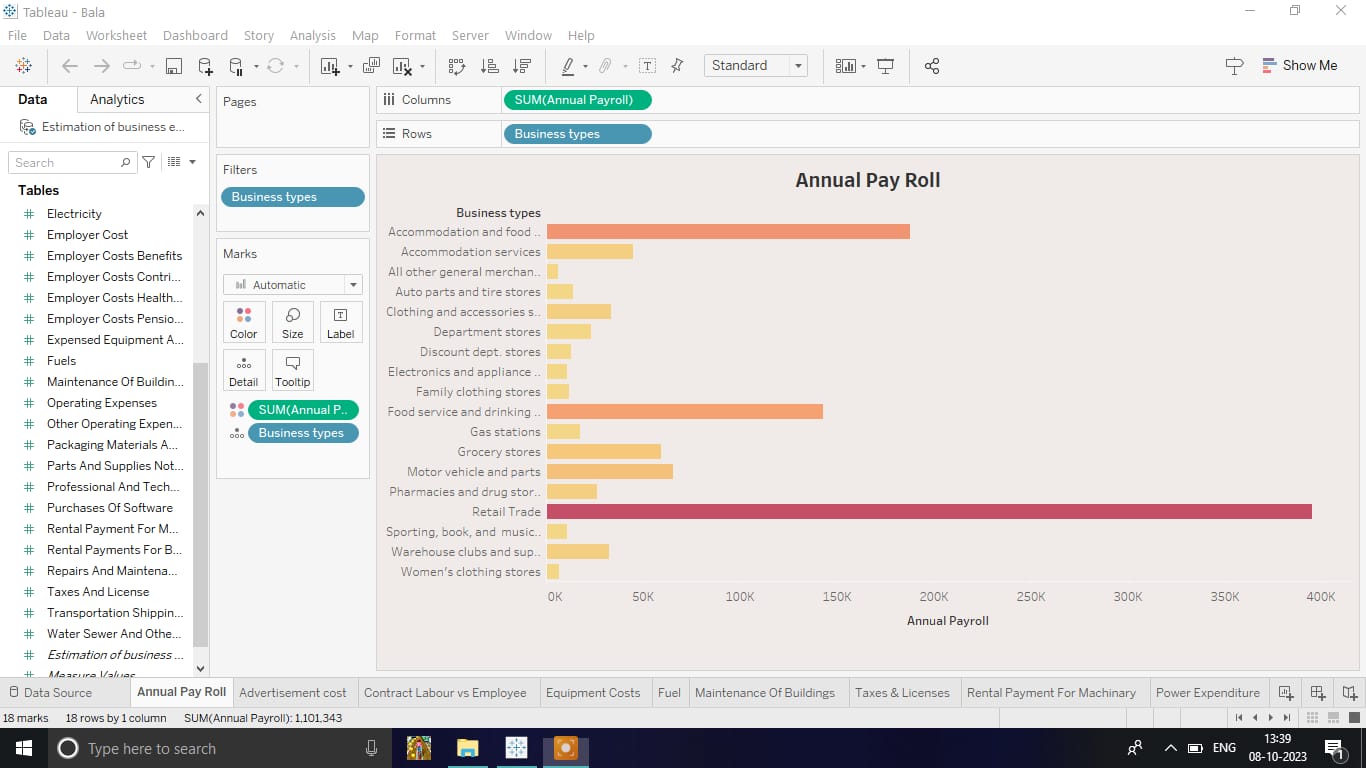 Tableau - Bala
File Data Worksheet Dashboard Story Analysis Map Format Server Window Help
Standard
Show Me
Data Analytics
Estimation of business e...
Search
Tables
Electricity
Employer Cost
Employer Costs Benefits
Employer Costs Contri...
Employer Costs Health...
Employer Costs Pensio...
Expensed Equipment A...
Fuels
Maintenance Of Buildin...
Operating Expenses
Other Operating Expen...
Packaging Materials A...
Parts And Supplies Not...
Professional And Tech...
Purchases Of Software
Rental Payment For M...
Rental Payments For B...
Repairs And Maintena...
Taxes And License
Transportation Shippin...
Water Sewer And Othe...
Estimation of business ...
Measure Values
Pages
Filters
Business types
Marks
Automatic
Color Size Label
Detail Tooltip
SUM(Annual P..
Business types
Columns SUM(Annual Payroll)
Rows Business types
Annual Pay Roll
Business types
Accommodation and food ..
Accommodation services
All other general merchan..
Auto parts and tire stores
Clothing and accessories s..
Department stores
Discount dept. stores
Electronics and appliance ..
Family clothing stores
Food service and drinking ..
Gas stations
Grocery stores
Motor vehicle and parts
Pharmacies and drug stor..
Retail Trade
Sporting, book, and music..
Warehouse clubs and sup..
Women's clothing stores
0K 50K 100K 150K 200K 250K 300K 350K 400K
Annual Payroll
Data Source Annual Pay Roll Advertisement cost Contract Labour vs Employee Equipment Costs Fuel Maintenance Of Buildings Taxes & Licenses Rental Payment For Machinary Power Expenditure
18 marks 18 rows by 1 column SUM(Annual Payroll): 1,101,343
Type here to search
ENG
13:39
08-10-2023
1